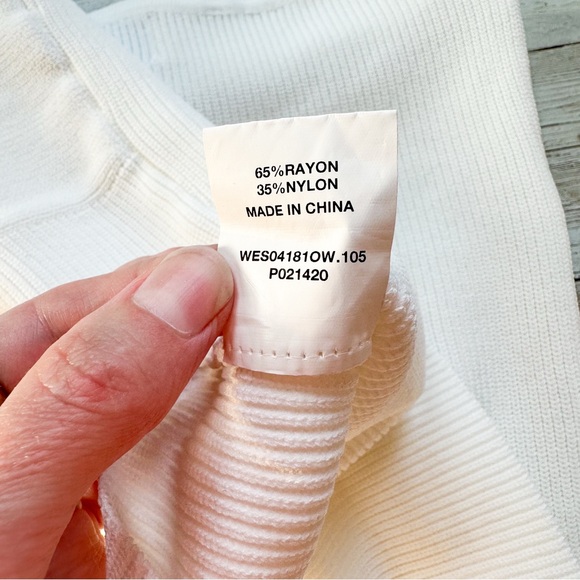 65%RAYON
35%NYLON
MADE IN CHINA
WES04181OW.105
P021420